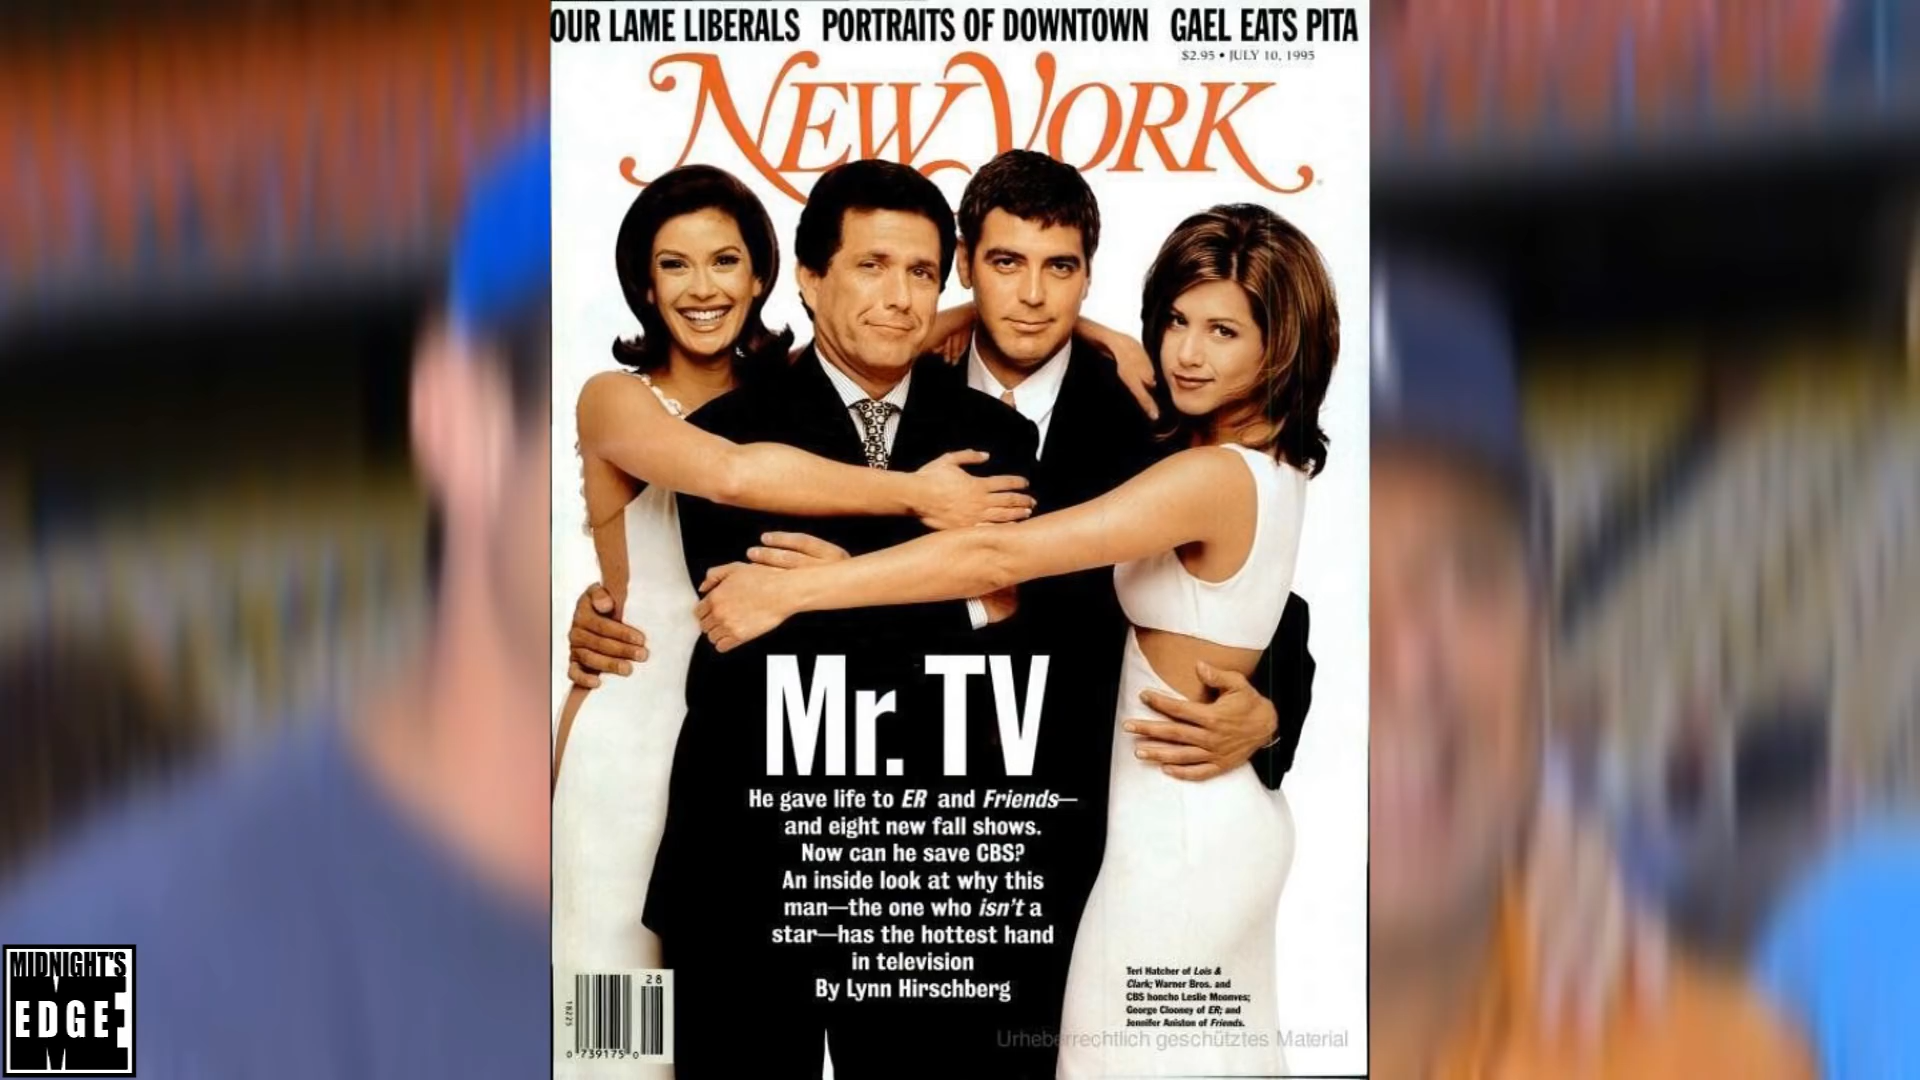 OUR LAME LIBERALS PORTRAITS OF DOWNTOWN GAEL EATS PITA
$2.95 • JULY 10, 1995
NEW YORK
Mr. TV
He gave life to ER and Friends—
and eight new fall shows.
Now can he save CBS?
An inside look at why this
man—the one who isn't a
star—has the hottest hand
in television
By Lynn Hirschberg
Teri Hatcher of Lois &
Clark; Warner Bros. and
CBS honcho Leslie Moonves;
George Clooney of ER; and
Jennifer Aniston of Friends.
Urheberrechtlich geschütztes Material
28
18225
0 739175 0
MIDNIGHT'S
EDGE
ME